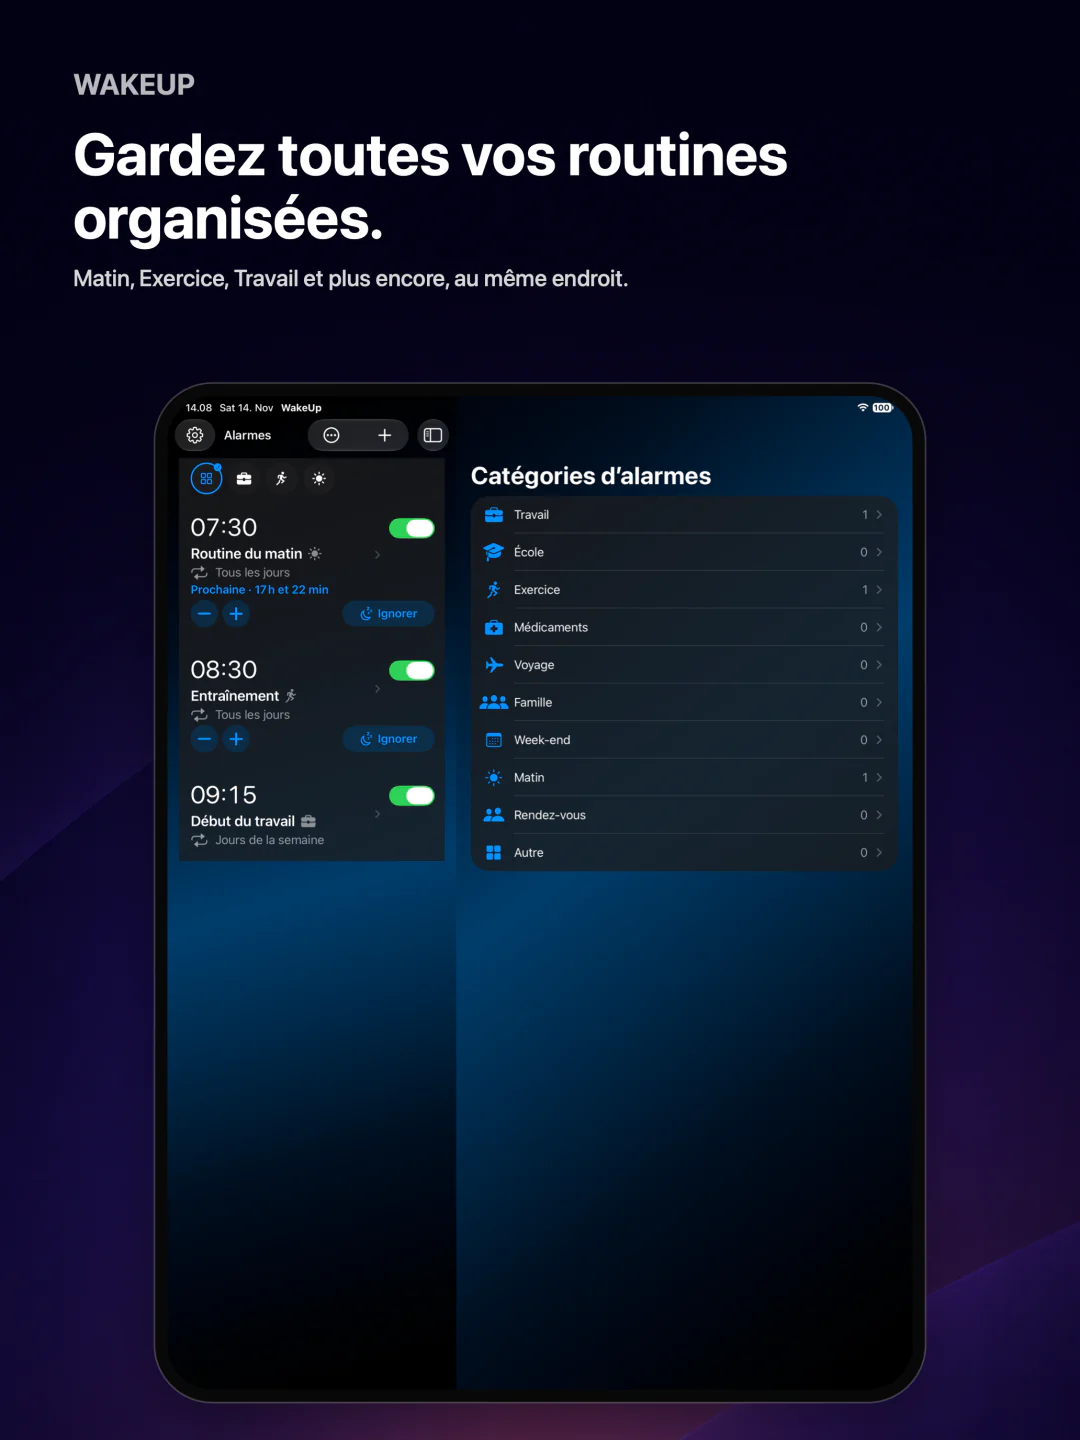 WAKEUP
Gardez toutes vos routines
organisées.
Matin, Exercice, Travail et plus encore, au même endroit.
14.08 Sat 14. Nov WakeUp
100
Alarmes
07:30
Routine du matin
Tous les jours
Prochaine · 17 h et 22 min
Ignorer
08:30
Entraînement
Tous les jours
Ignorer
09:15
Début du travail
Jours de la semaine
Catégories d’alarmes
Travail 1
École 0
Exercice 1
Médicaments 0
Voyage 0
Famille 0
Week-end 0
Matin 1
Rendez-vous 0
Autre 0